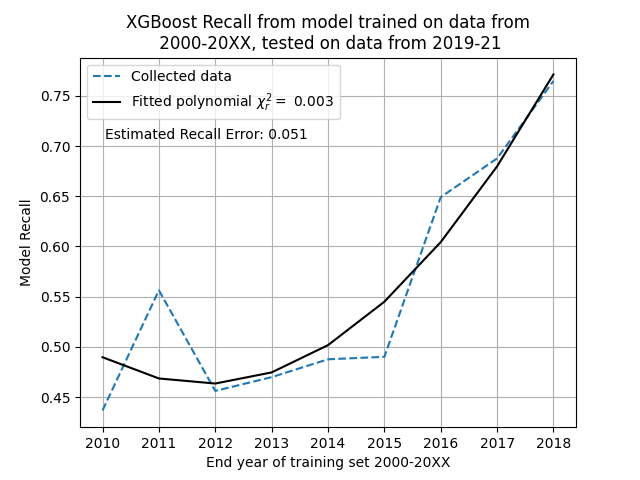 XGBoost Recall from model trained on data from
2000-20XX, tested on data from 2019-21
Collected data
Fitted polynomial χ²ᵣ = 0.003
Estimated Recall Error: 0.051
Model Recall
0.75
0.70
0.65
0.60
0.55
0.50
0.45
2010 2011 2012 2013 2014 2015 2016 2017 2018
End year of training set 2000-20XX